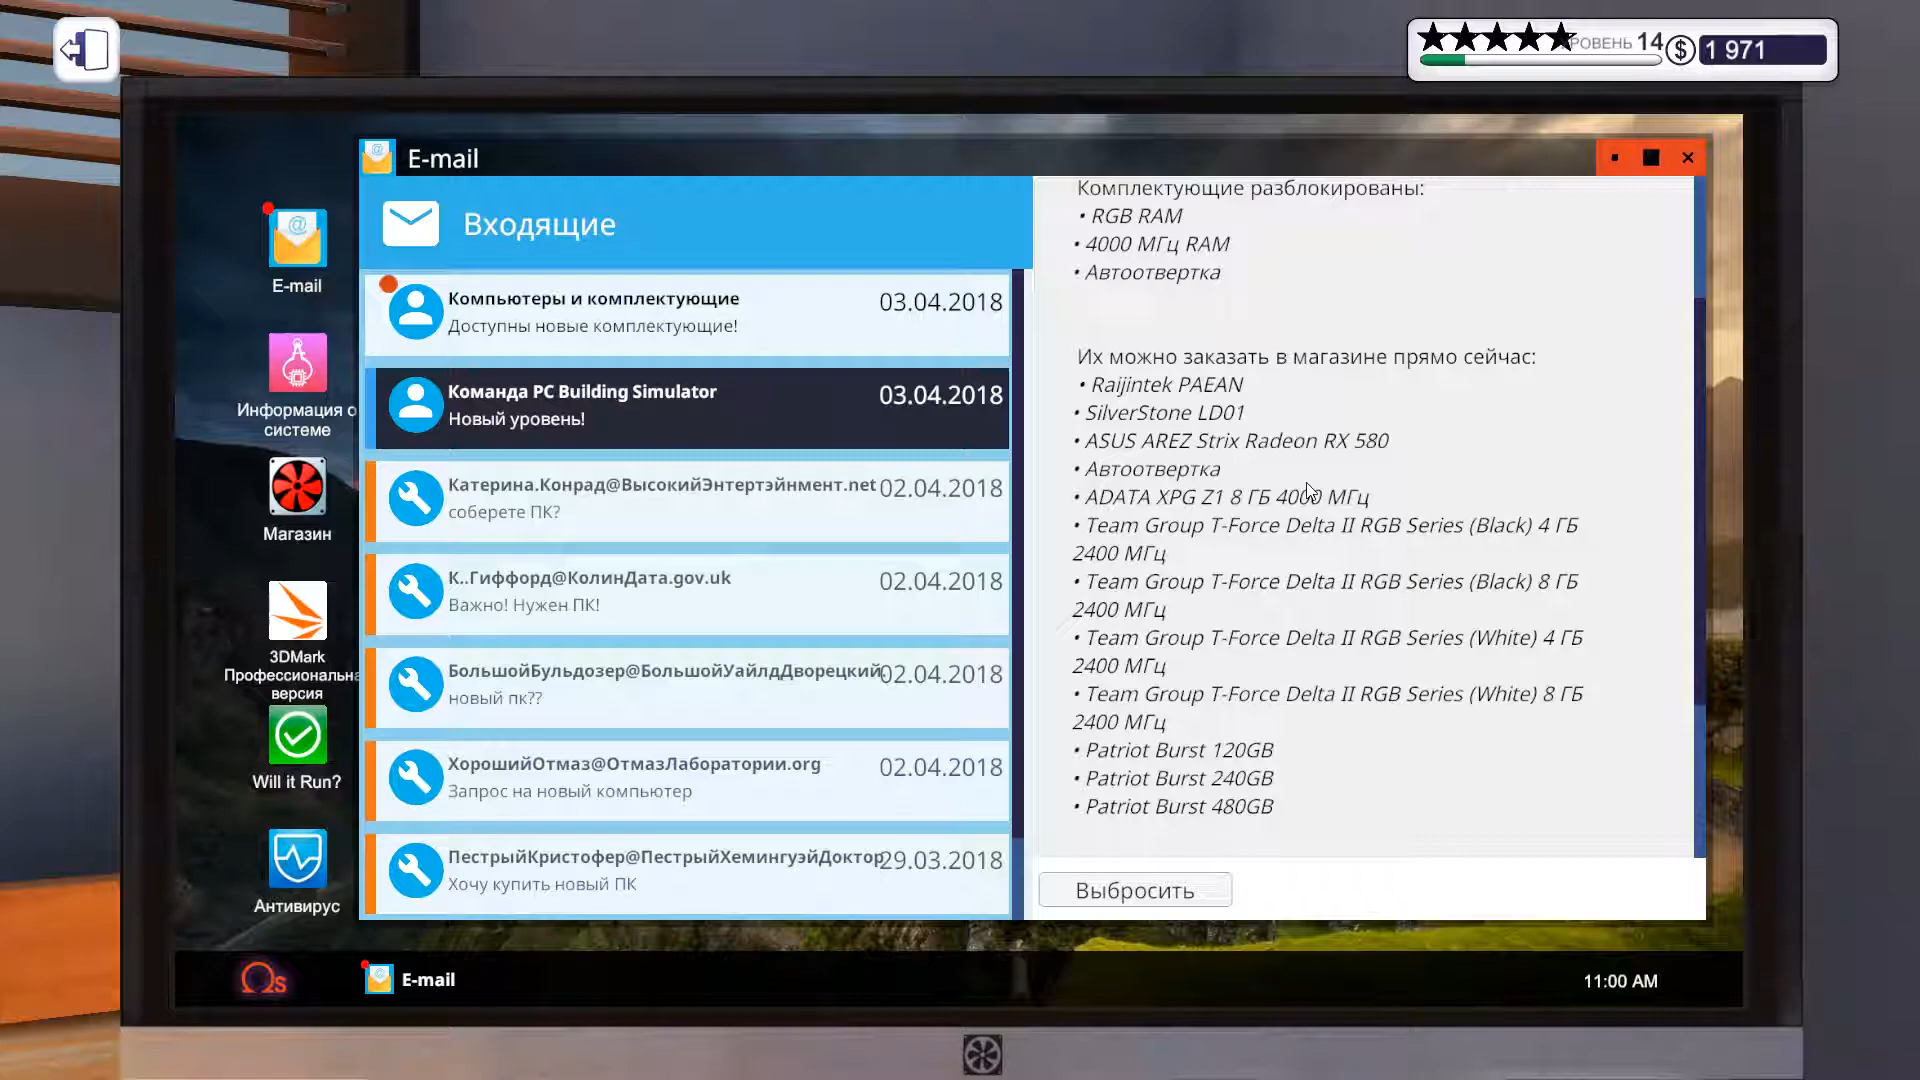 РОВЕНЬ 14
$ 1 971
E-mail
Входящие
Компьютеры и комплектующие
03.04.2018
Доступны новые комплектующие!
Команда PC Building Simulator
03.04.2018
Новый уровень!
Катерина.Конрад@ВысокийЭнтертэйнмент.net
02.04.2018
соберете ПК?
К..Гиффорд@КолинДата.gov.uk
02.04.2018
Важно! Нужен ПК!
БольшойБульдозер@БольшойУайлдДворецкий.
02.04.2018
новый пк??
ХорошийОтмаз@ОтмазЛаборатории.org
02.04.2018
Запрос на новый компьютер
ПестрыйКристофер@ПестрыйХемингуэйДоктор
29.03.2018
Хочу купить новый ПК
Комплектующие разблокированы:
• RGB RAM
• 4000 МГц RAM
• Автоотвертка
Их можно заказать в магазине прямо сейчас:
• Raijintek PAEAN
• SilverStone LD01
• ASUS AREZ Strix Radeon RX 580
• Автоотвертка
• ADATA XPG Z1 8 ГБ 4000 МГц
• Team Group T-Force Delta II RGB Series (Black) 4 ГБ
2400 МГц
• Team Group T-Force Delta II RGB Series (Black) 8 ГБ
2400 МГц
• Team Group T-Force Delta II RGB Series (White) 4 ГБ
2400 МГц
• Team Group T-Force Delta II RGB Series (White) 8 ГБ
2400 МГц
• Patriot Burst 120GB
• Patriot Burst 240GB
• Patriot Burst 480GB
Выбросить
E-mail
Информация о
системе
Магазин
3DMark
Профессиональна
версия
Will it Run?
Антивирус
Ωs
E-mail
11:00 AM